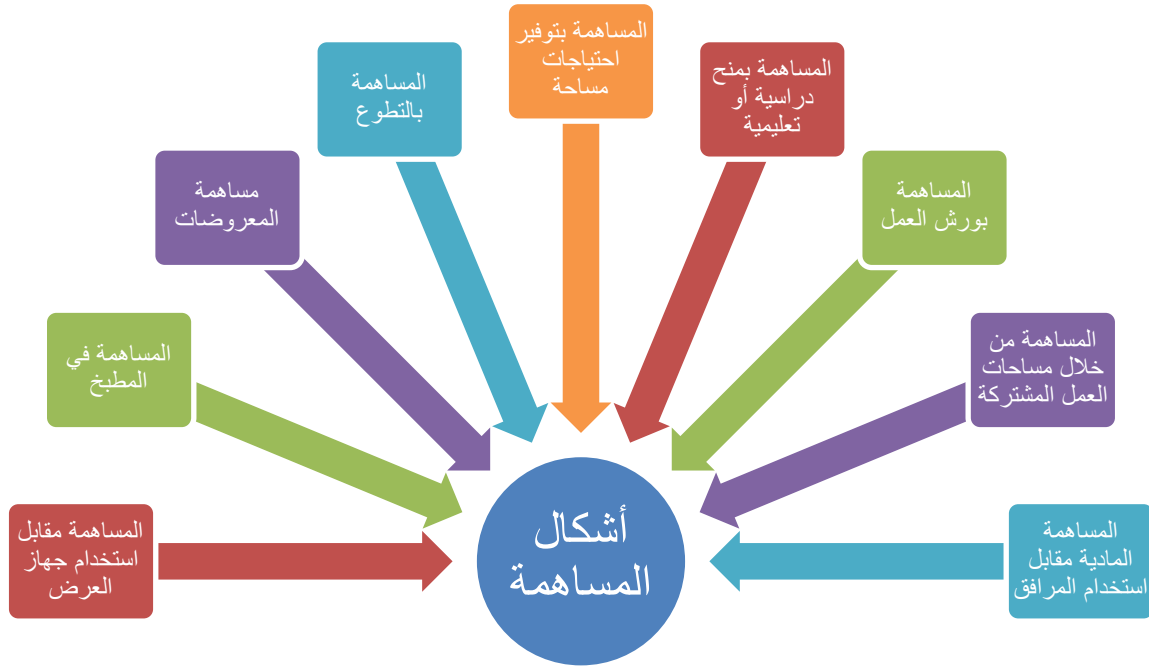 المساهمة
المادية مقابل
استخدام المرافق
المساهمة من
خلال مساحات
العمل المشتركة
المساهمة
بورش العمل
المساهمة بمنح
دراسية أو
تعليمية
المساهمة بتوفير
احتياجات
مساحة
المساهمة
بالتطوع
مساهمة
المعروضات
المساهمة في
المطبخ
المساهمة مقابل
استخدام جهاز
العرض
أشكال
المساهمة